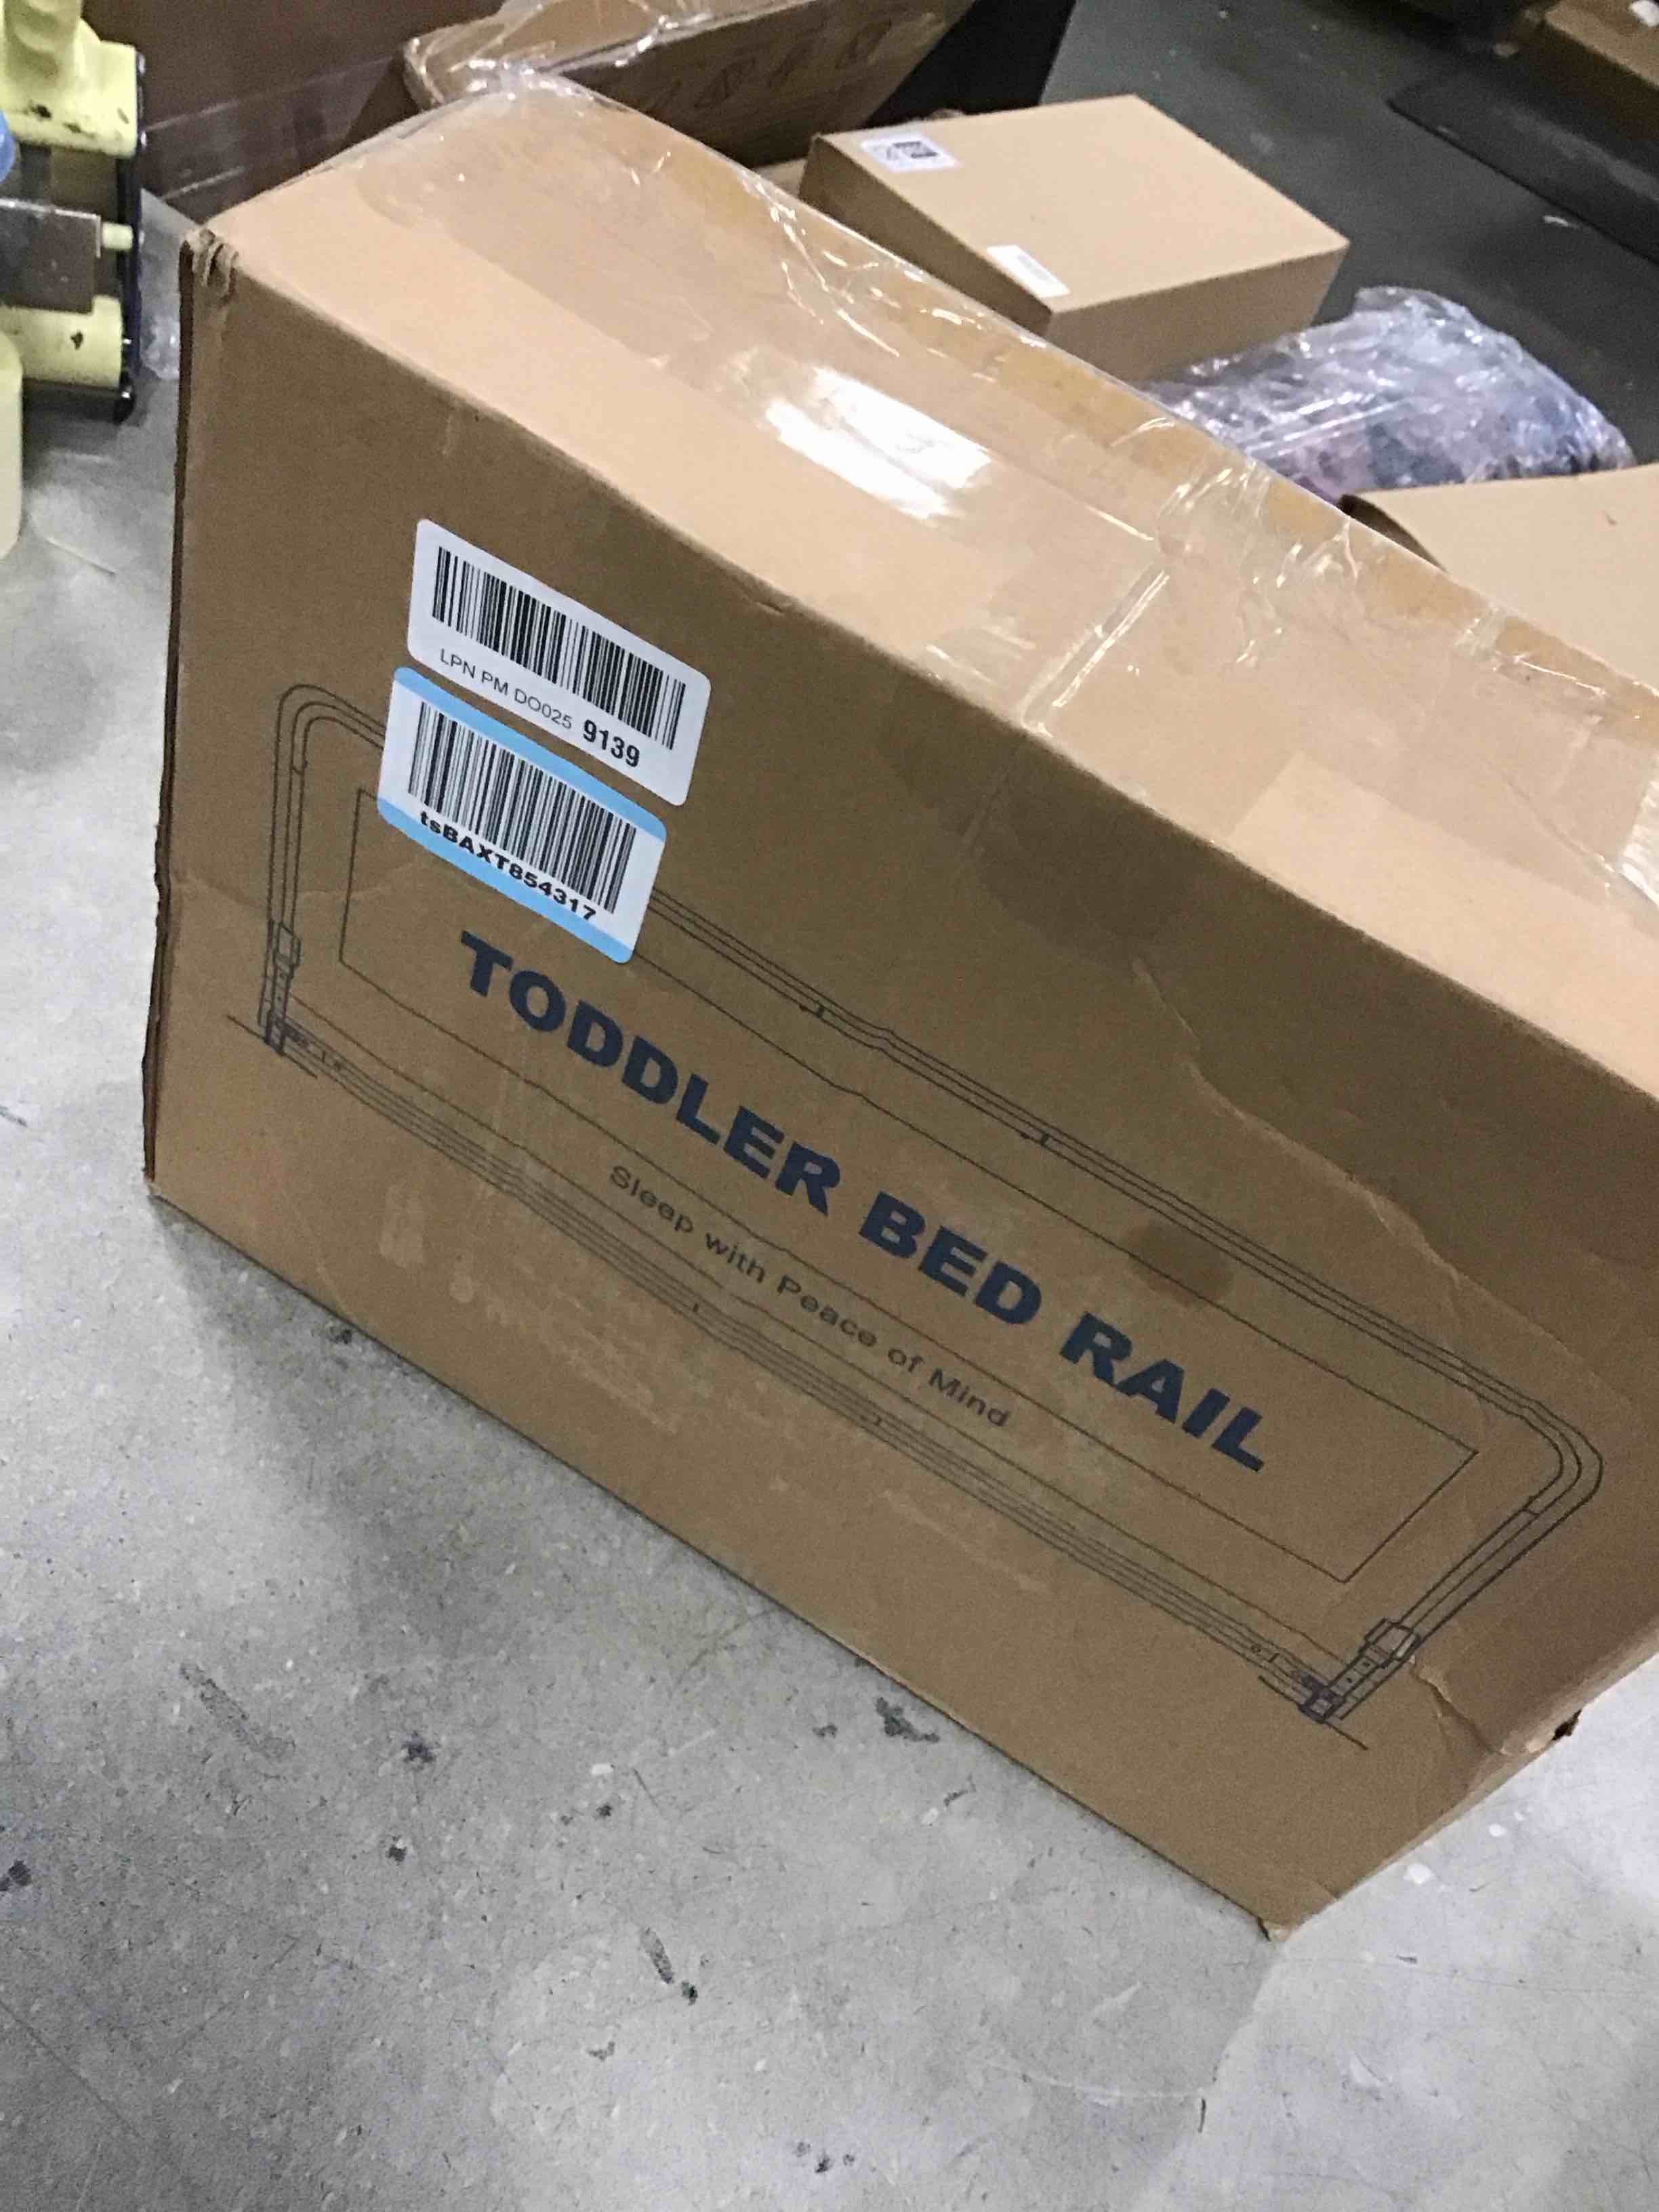 LPN PM DO025 9139
tsBAXT854317
TODDLER BED RAIL
Sleep with Peace of Mind